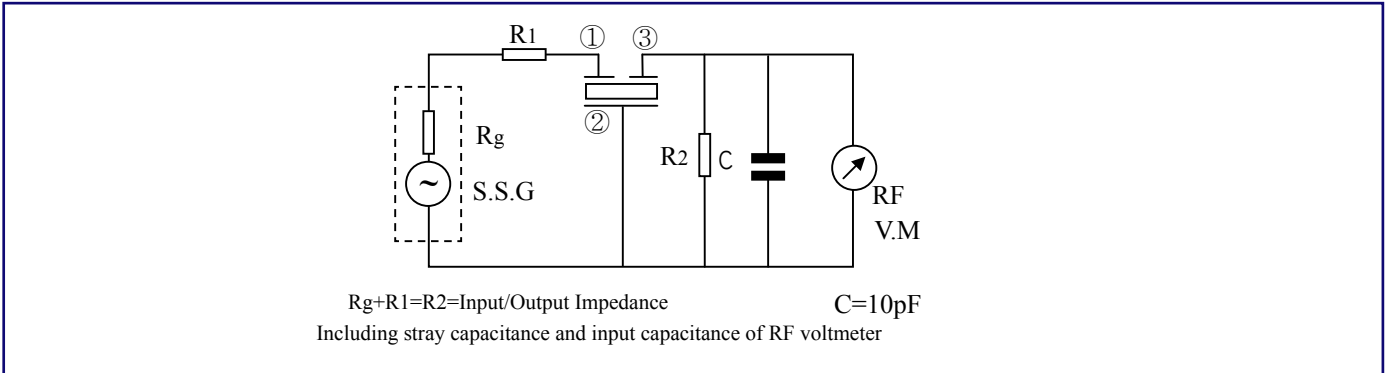 R1
①
③
②
Rg
~
S.S.G
R2
C
RF
V.M
Rg+R1=R2=Input/Output Impedance
C=10pF
Including stray capacitance and input capacitance of RF voltmeter